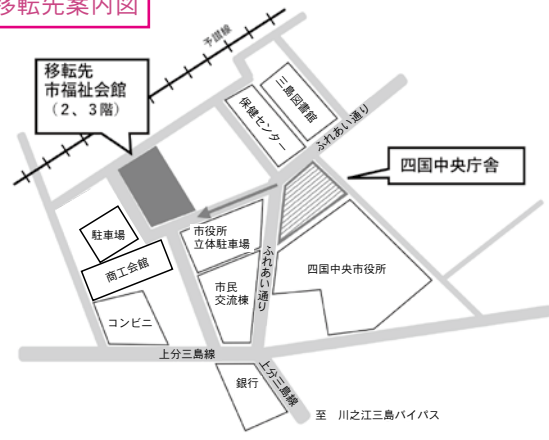 移転先案内図
予讃線
移転先
市福祉会館
（２、３階）
三島図書館
保健センター
ふれあい通り
四国中央庁舎
駐車場
市役所
立体駐車場
商工会館
市民
交流棟
ふれあい通り
四国中央市役所
コンビニ
上分三島線
上分三島線
銀行
至　川之江三島バイパス